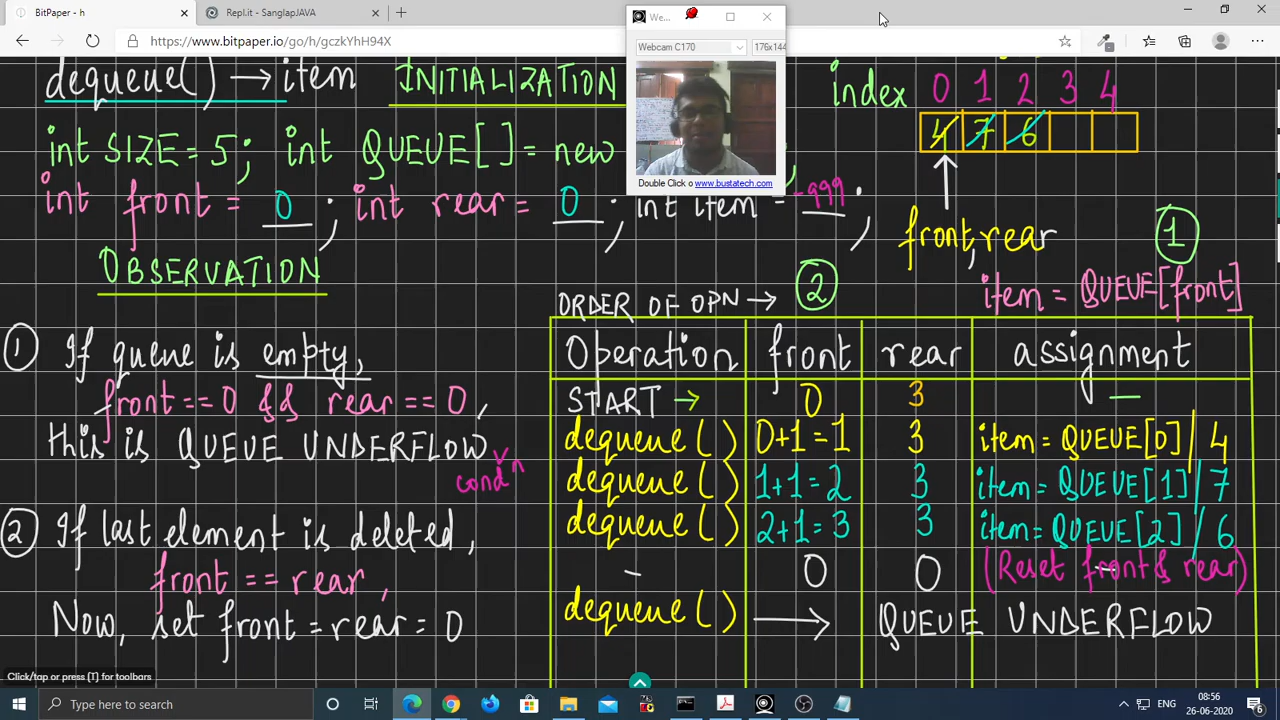 BitPaper - h
Repl.it - SanglapJAVA
We...
https://www.bitpaper.io/go/h/gczkYhH94X
Webcam C170
176x144
Double Click o www.bustatech.com
dequeue() → item INITIALIZATION
int SIZE = 5; int QUEUE[] = new
int front = 0; int rear = 0; int item = -999;
index 0 1 2 3 4
4 7 6
front, rear
1
item = QUEUE[front]
OBSERVATION
① If queue is empty,
front == 0 && rear == 0,
this is QUEUE UNDERFLOW
condn
② If last element is deleted,
front == rear,
Now, set front = rear = 0
ORDER OF OPN → 2
Operation front rear assignment
START → 0 3 —
dequeue() 0+1=1 3 item = QUEUE[0] / 4
dequeue() 1+1=2 3 item = QUEUE[1] / 7
dequeue() 2+1=3 3 item = QUEUE[2] / 6
- 0 0 (Reset front & rear)
dequeue() → QUEUE UNDERFLOW
Click/tap or press [T] for toolbars
ENG
08:56
26-06-2020
6